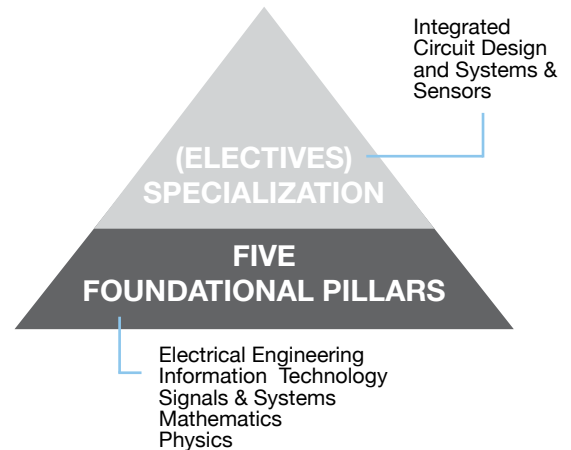 Integrated
Circuit Design
and Systems &
Sensors
(ELECTIVES)
SPECIALIZATION
FIVE
FOUNDATIONAL PILLARS
Electrical Engineering
Information Technology
Signals & Systems
Mathematics
Physics